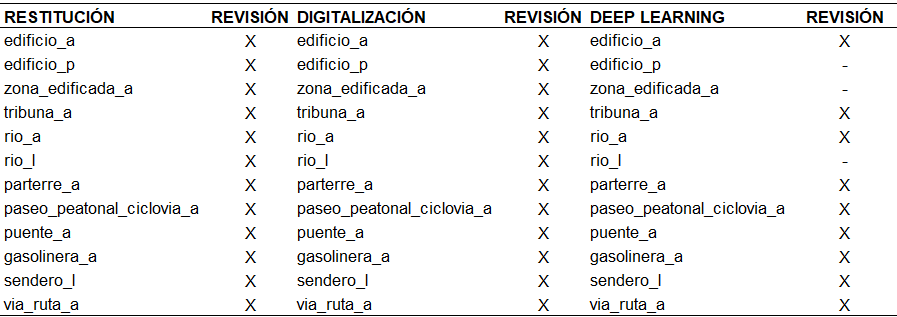 RESTITUCIÓN REVISIÓN DIGITALIZACIÓN REVISIÓN DEEP LEARNING REVISIÓN
edificio_a X edificio_a X edificio_a X
edificio_p X edificio_p X edificio_p -
zona_edificada_a X zona_edificada_a X zona_edificada_a -
tribuna_a X tribuna_a X tribuna_a X
rio_a X rio_a X rio_a X
rio_l X rio_l X rio_l -
parterre_a X parterre_a X parterre_a X
paseo_peatonal_ciclovia_a X paseo_peatonal_ciclovia_a X paseo_peatonal_ciclovia_a X
puente_a X puente_a X puente_a X
gasolinera_a X gasolinera_a X gasolinera_a X
sendero_l X sendero_l X sendero_l X
via_ruta_a X via_ruta_a X via_ruta_a X